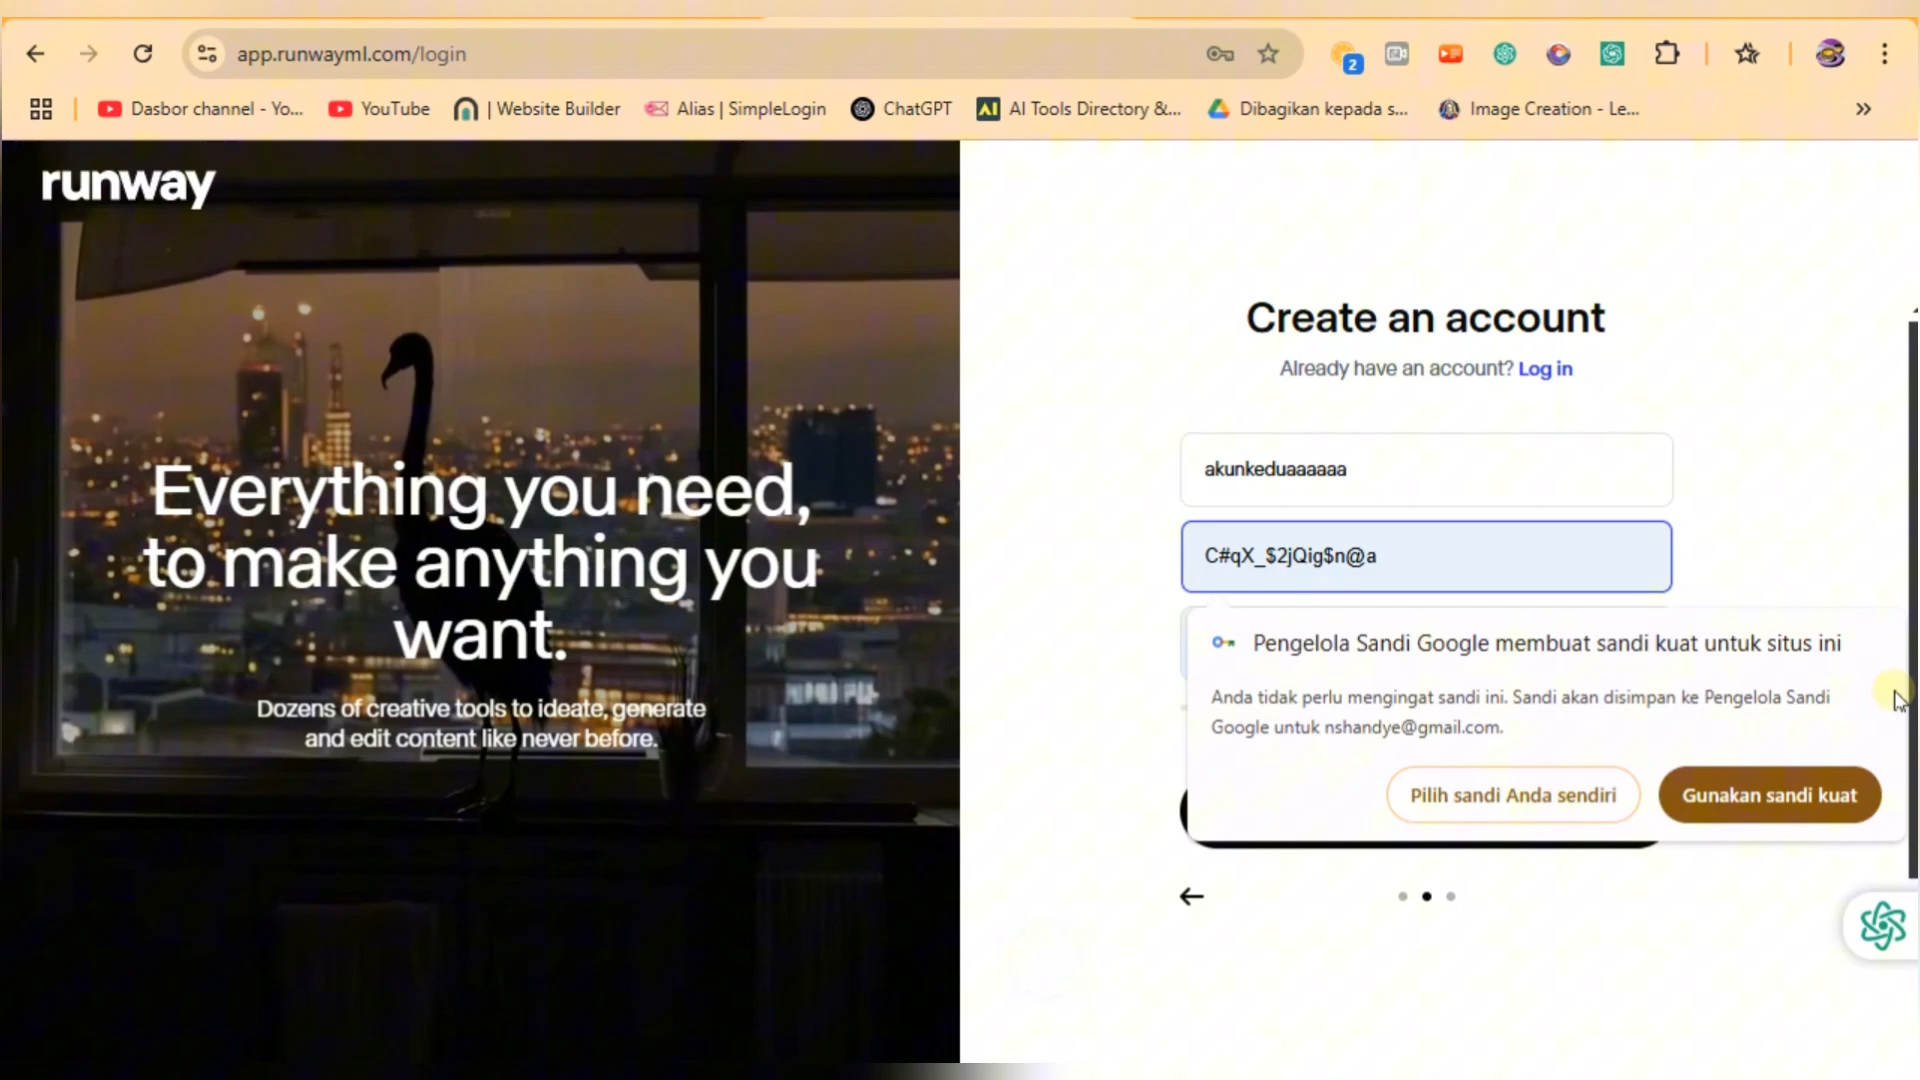 app.runwayml.com/login
2
Dasbor channel - Yo...
YouTube
| Website Builder
Alias | SimpleLogin
ChatGPT
AI
AI Tools Directory &...
Dibagikan kepada s...
Image Creation - Le...
runway
Everything you need,
to make anything you
want.
Dozens of creative tools to ideate, generate
and edit content like never before.
Create an account
Already have an account? Log in
akunkeduaaaaaa
C#qX_$2jQig$n@a
Pengelola Sandi Google membuat sandi kuat untuk situs ini
Anda tidak perlu mengingat sandi ini. Sandi akan disimpan ke Pengelola Sandi
Google untuk nshandye@gmail.com.
Pilih sandi Anda sendiri
Gunakan sandi kuat